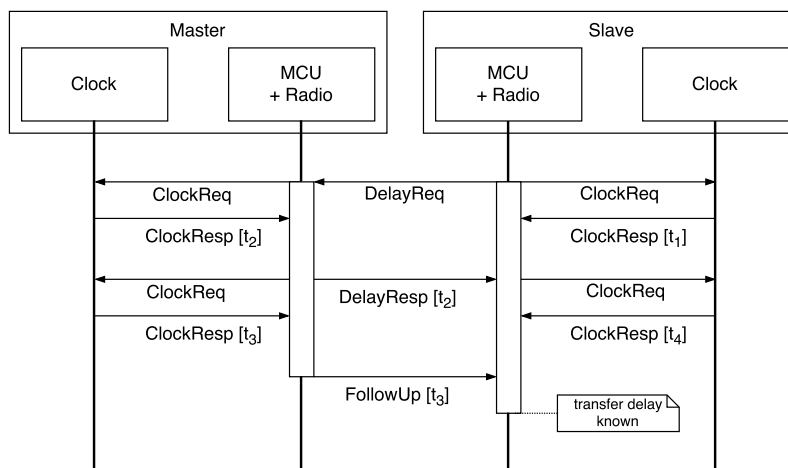 Master
Slave
Clock
MCU
+ Radio
MCU
+ Radio
Clock
ClockReq
DelayReq
ClockReq
ClockResp [t2]
ClockResp [t1]
ClockReq
DelayResp [t2]
ClockReq
ClockResp [t3]
ClockResp [t4]
FollowUp [t3]
transfer delay
known